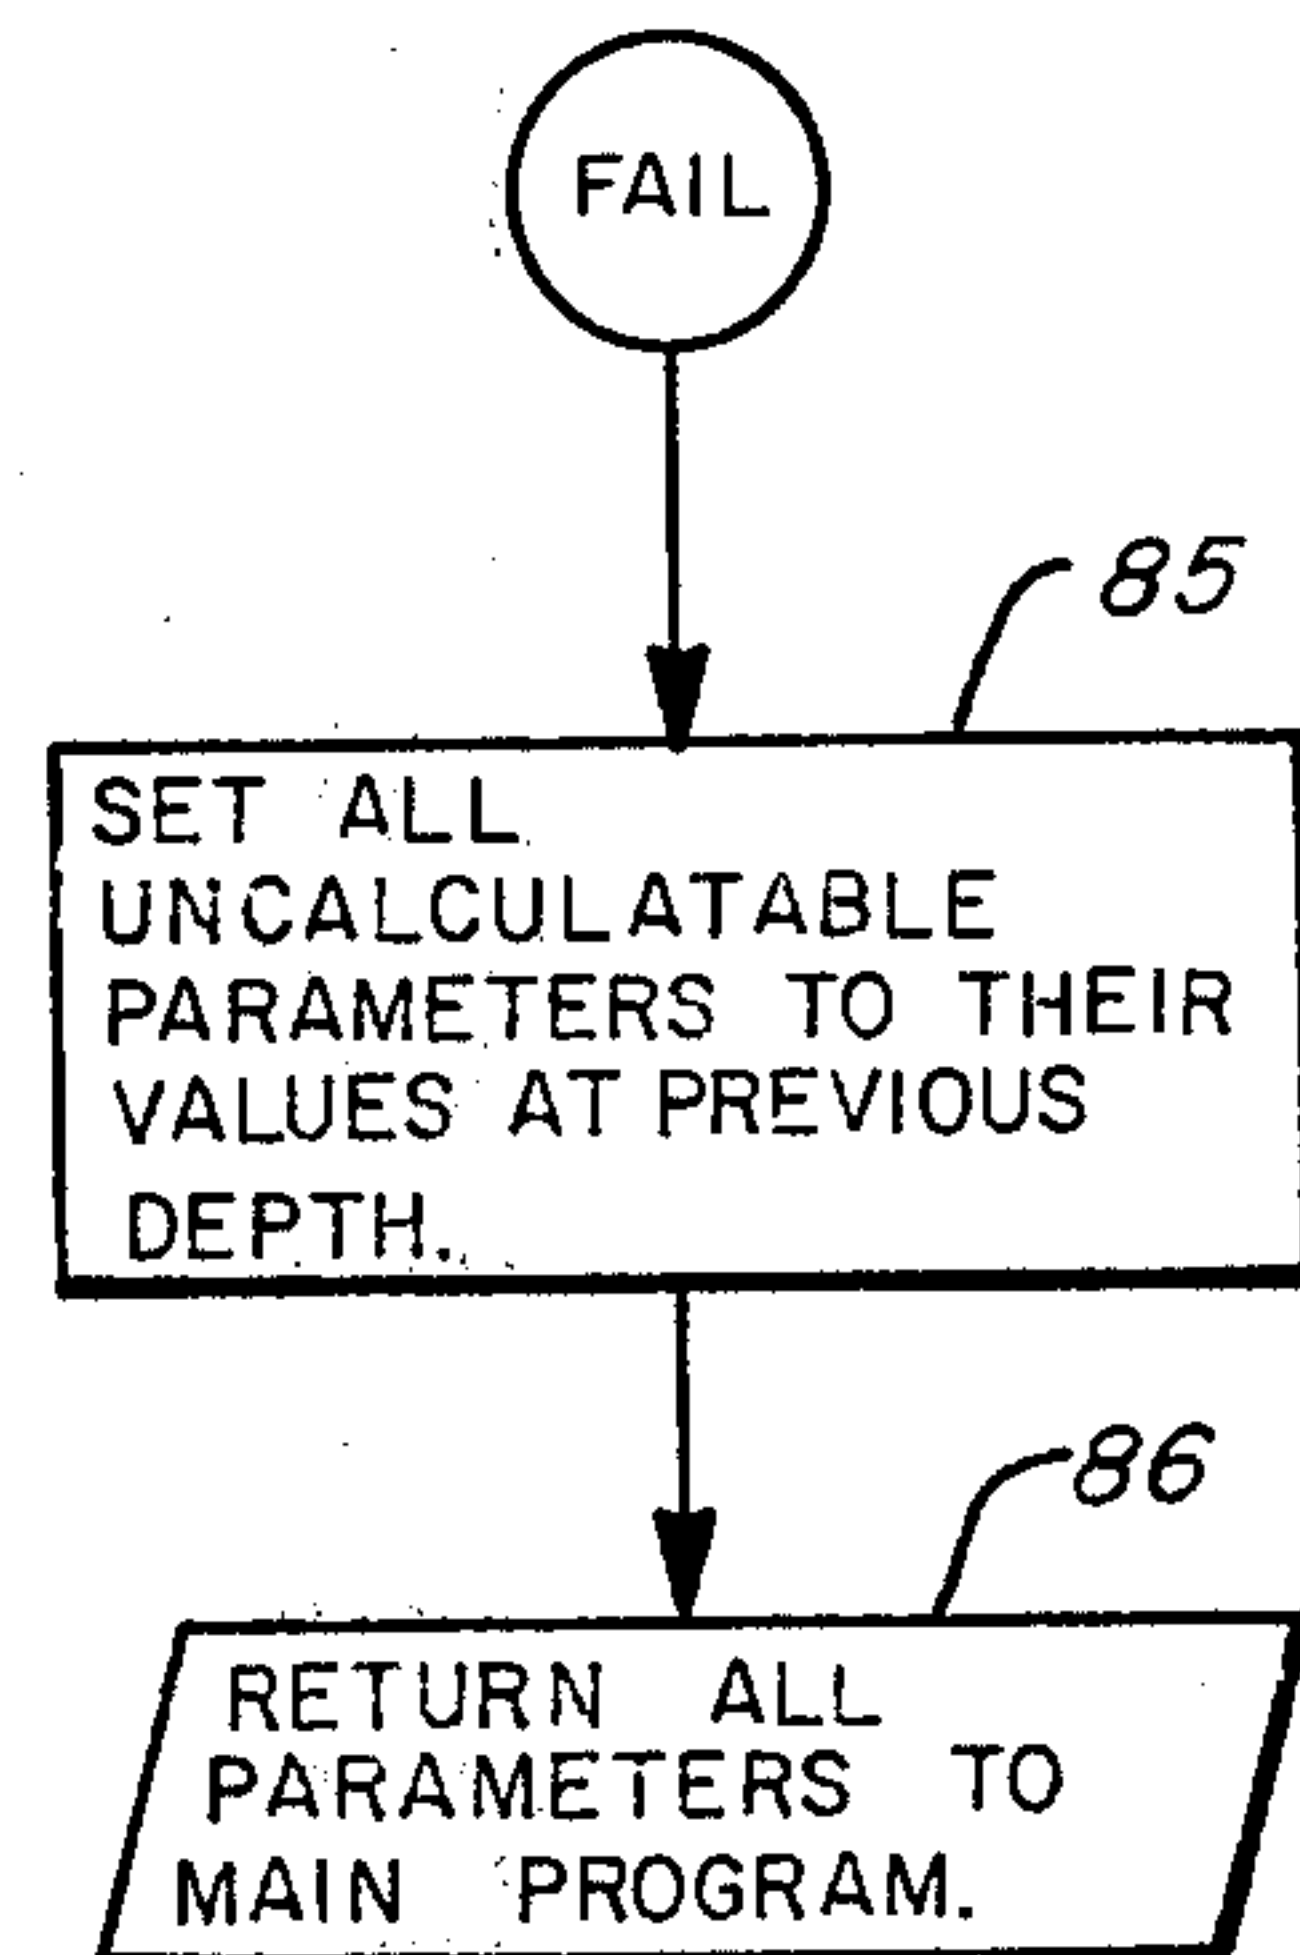 FAIL
85
SET ALL
UNCALCULATABLE
PARAMETERS TO THEIR
VALUES AT PREVIOUS
DEPTH.
86
RETURN ALL
PARAMETERS TO
MAIN PROGRAM.